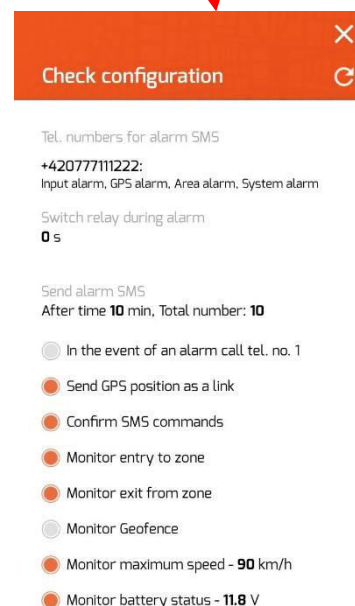 Check configuration
Tel. numbers for alarm SMS
+420777111222:
Input alarm, GPS alarm, Area alarm, System alarm
Switch relay during alarm
0 s
Send alarm SMS
After time 10 min, Total number: 10
In the event of an alarm call tel. no. 1
Send GPS position as a link
Confirm SMS commands
Monitor entry to zone
Monitor exit from zone
Monitor Geofence
Monitor maximum speed - 90 km/h
Monitor battery status - 11.8 V